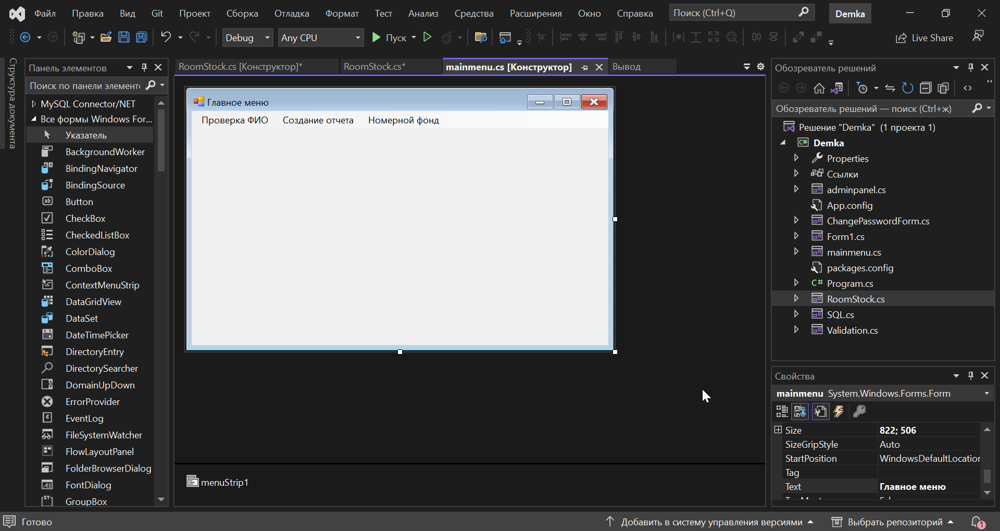 Файл Правка Вид Git Проект Сборка Отладка Формат Тест Анализ Средства Расширения Окно Справка Поиск (Ctrl+Q) Demka
Debug Any CPU Пуск Live Share
Структура документа
Панель элементов
Поиск по панели элементо
MySQL Connector/NET
Все формы Windows For...
Указатель
BackgroundWorker
BindingNavigator
BindingSource
Button
CheckBox
CheckedListBox
ColorDialog
ComboBox
ContextMenuStrip
DataGridView
DataSet
DateTimePicker
DirectoryEntry
DirectorySearcher
DomainUpDown
ErrorProvider
EventLog
FileSystemWatcher
FlowLayoutPanel
FolderBrowserDialog
FontDialog
GroupBox
RoomStock.cs [Конструктор]* RoomStock.cs* mainmenu.cs [Конструктор] Вывод
Главное меню
Проверка ФИО Создание отчета Номерной фонд
menuStrip1
Обозреватель решений
Обозреватель решений — поиск (Ctrl+ж)
Решение "Demka" (1 проекта 1)
C# Demka
Properties
Ссылки
adminpanel.cs
App.config
ChangePasswordForm.cs
Form1.cs
mainmenu.cs
packages.config
C# Program.cs
RoomStock.cs
SQL.cs
Validation.cs
Свойства
mainmenu System.Windows.Forms.Form
Size 822; 506
SizeGripStyle Auto
StartPosition WindowsDefaultLocation
Tag
Text Главное меню
Готово Добавить в систему управления версиями Выбрать репозиторий 1